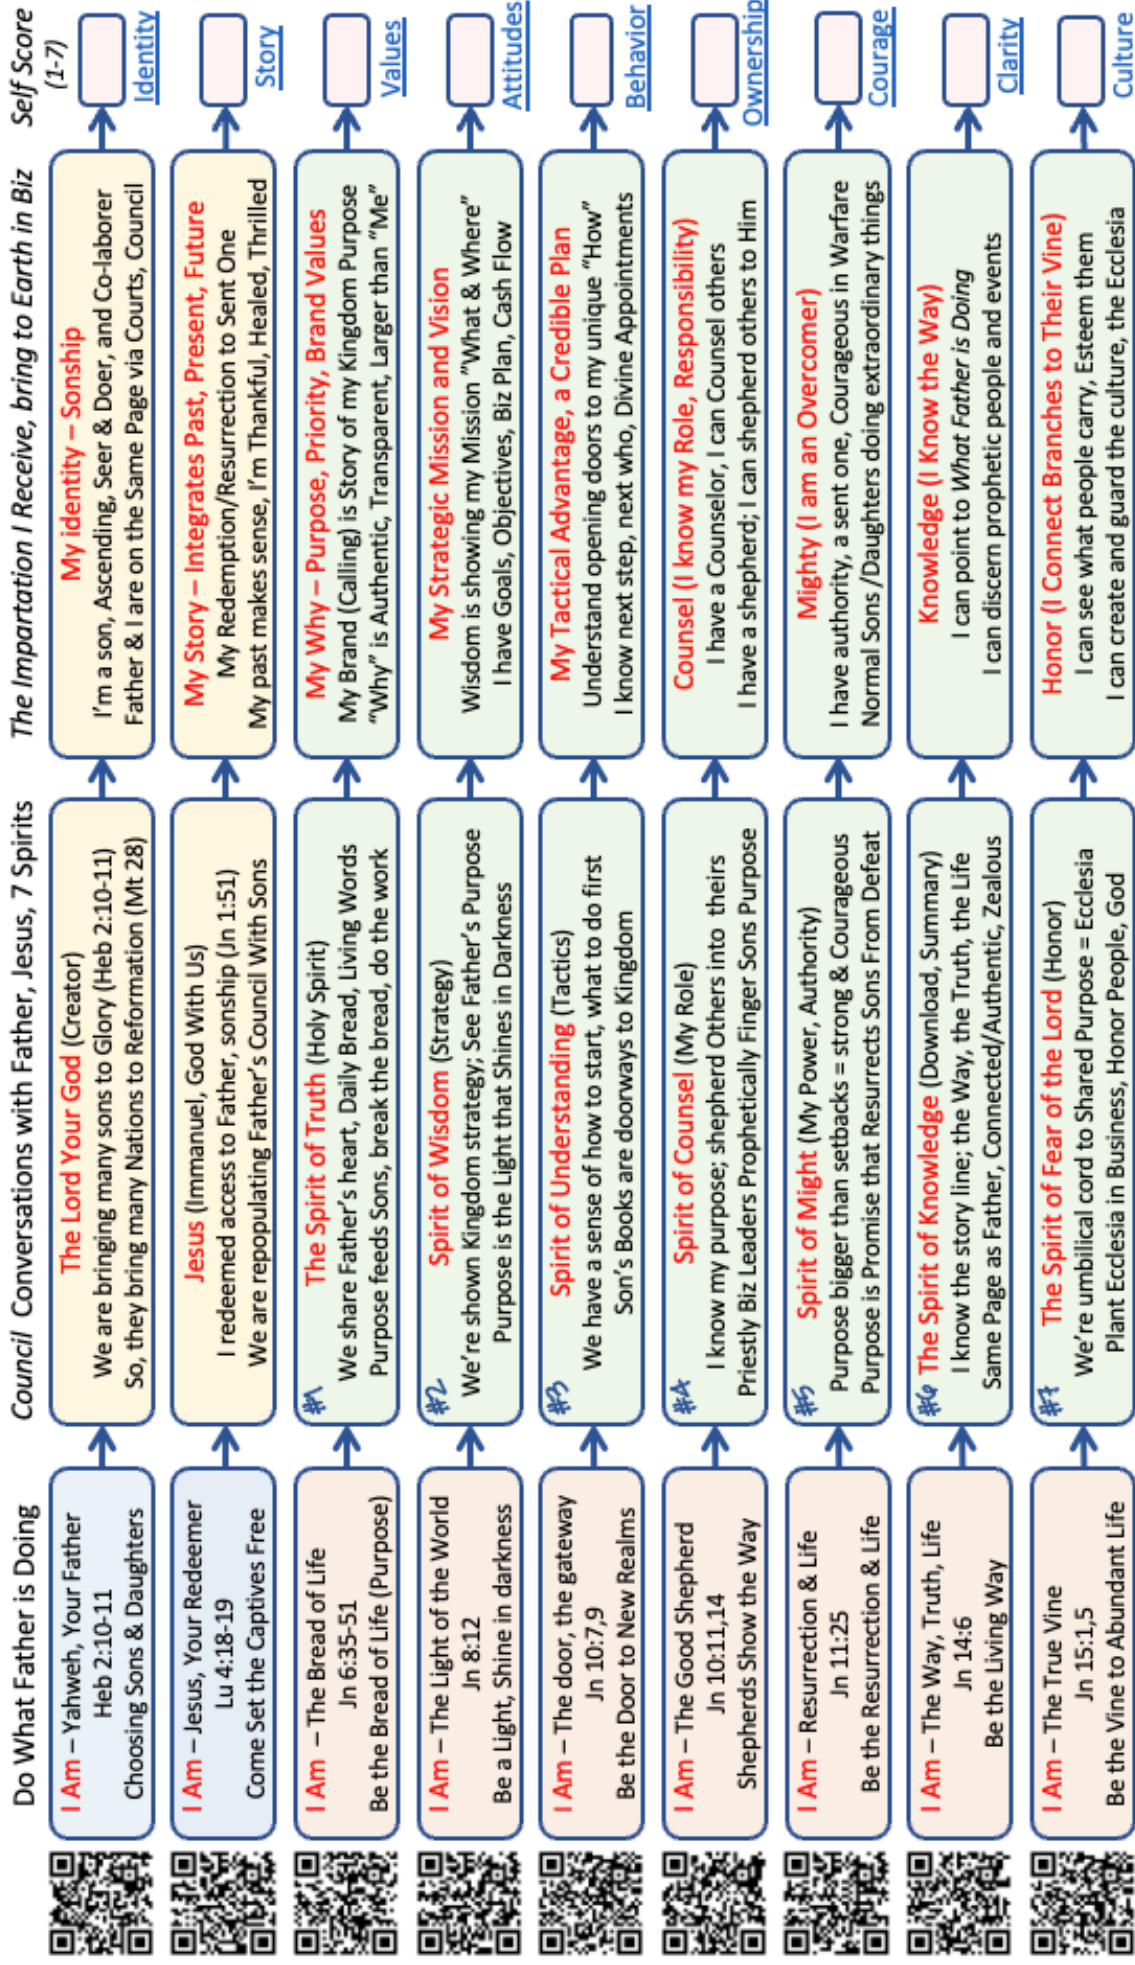 Do What Father is Doing
Council Conversations with Father, Jesus, 7 Spirits
The Impartation I Receive, bring to Earth in Biz
Self Score
(1-7)
I Am – Yahweh, Your Father
Heb 2:10-11
Choosing Sons & Daughters
The Lord Your God (Creator)
We are bringing many sons to Glory (Heb 2:10-11)
So, they bring many Nations to Reformation (Mt 28)
My identity – Sonship
I'm a son, Ascending, Seer & Doer, and Co-laborer
Father & I are on the Same Page via Courts, Council
Identity
I Am – Jesus, Your Redeemer
Lu 4:18-19
Come Set the Captives Free
Jesus (Immanuel, God With Us)
I redeemed access to Father, sonship (Jn 1:51)
We are repopulating Father's Council With Sons
My Story – Integrates Past, Present, Future
My Redemption/Resurrection to Sent One
My past makes sense, I'm Thankful, Healed, Thrilled
Story
I Am – The Bread of Life
Jn 6:35-51
Be the Bread of Life (Purpose)
#1
The Spirit of Truth (Holy Spirit)
We share Father's heart, Daily Bread, Living Words
Purpose feeds Sons, break the bread, do the work
My Why – Purpose, Priority, Brand Values
My Brand (Calling) is Story of my Kingdom Purpose
"Why" is Authentic, Transparent, Larger than "Me"
Values
I Am – The Light of the World
Jn 8:12
Be a Light, Shine in darkness
#2
Spirit of Wisdom (Strategy)
We're shown Kingdom strategy; See Father's Purpose
Purpose is the Light that Shines in Darkness
My Strategic Mission and Vision
Wisdom is showing my Mission "What & Where"
I have Goals, Objectives, Biz Plan, Cash Flow
Attitudes
I Am – The door, the gateway
Jn 10:7,9
Be the Door to New Realms
#3
Spirit of Understanding (Tactics)
We have a sense of how to start, what to do first
Son's Books are doorways to Kingdom
My Tactical Advantage, a Credible Plan
Understand opening doors to my unique "How"
I know next step, next who, Divine Appointments
Behavior
I Am – The Good Shepherd
Jn 10:11,14
Shepherds Show the Way
#4
Spirit of Counsel (My Role)
I know my purpose; shepherd Others into theirs
Priestly Biz Leaders Prophetically Finger Sons Purpose
Counsel (I know my Role, Responsibility)
I have a Counselor, I can Counsel others
I have a shepherd; I can shepherd others to Him
Ownership
I Am – Resurrection & Life
Jn 11:25
Be the Resurrection & Life
#5
Spirit of Might (My Power, Authority)
Purpose bigger than setbacks = strong & Courageous
Purpose is Promise that Resurrects Sons From Defeat
Mighty (I am an Overcomer)
I have authority, a sent one, Courageous in Warfare
Normal Sons /Daughters doing extraordinary things
Courage
I Am – The Way, Truth, Life
Jn 14:6
Be the Living Way
#6 The Spirit of Knowledge (Download, Summary)
I know the story line; the Way, the Truth, the Life
Same Page as Father, Connected/Authentic, Zealous
Knowledge (I Know the Way)
I can point to What Father is Doing
I can discern prophetic people and events
Clarity
I Am – The True Vine
Jn 15:1,5
Be the Vine to Abundant Life
#7
The Spirit of Fear of the Lord (Honor)
We're umbilical cord to Shared Purpose = Ecclesia
Plant Ecclesia in Business, Honor People, God
Honor (I Connect Branches to Their Vine)
I can see what people carry, Esteem them
I can create and guard the culture, the Ecclesia
Culture